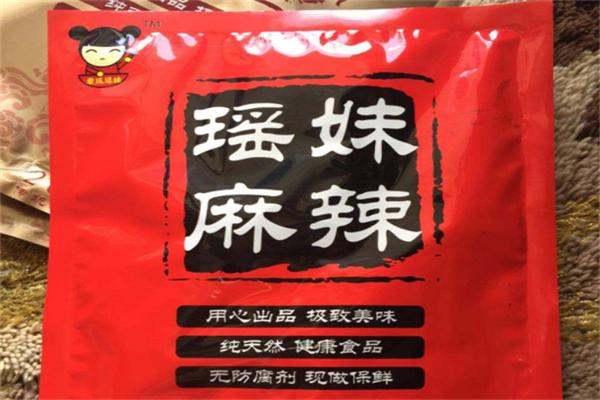 TM
瑶妹
麻辣
用心出品 极致美味
纯天然 健康食品
无防腐剂 现做保鲜